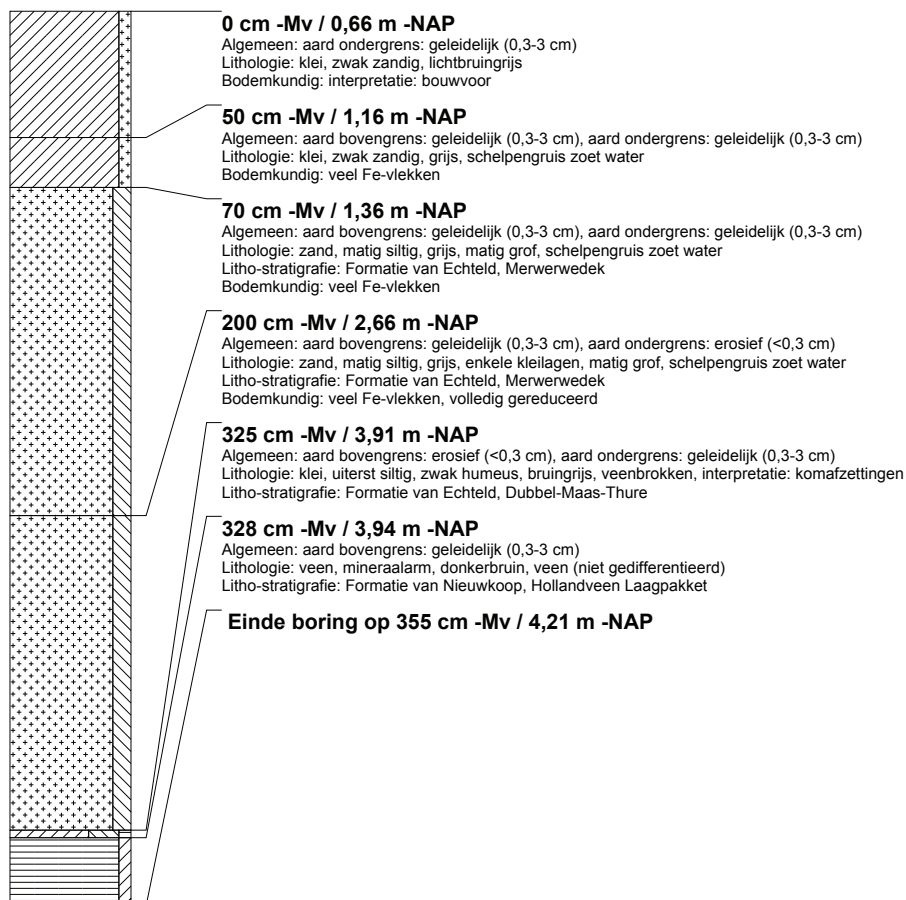 0 cm -Mv / 0,66 m -NAP
Algemeen: aard ondergrens: geleidelijk (0,3-3 cm)
Lithologie: klei, zwak zandig, lichtbruingrijs
Bodemkundig: interpretatie: bouwvoor
50 cm -Mv / 1,16 m -NAP
Algemeen: aard bovengrens: geleidelijk (0,3-3 cm), aard ondergrens: geleidelijk (0,3-3 cm)
Lithologie: klei, zwak zandig, grijs, schelpengruis zoet water
Bodemkundig: veel Fe-vlekken
70 cm -Mv / 1,36 m -NAP
Algemeen: aard bovengrens: geleidelijk (0,3-3 cm), aard ondergrens: geleidelijk (0,3-3 cm)
Lithologie: zand, matig siltig, grijs, matig grof, schelpengruis zoet water
Litho-stratigrafie: Formatie van Echteld, Merwerwedek
Bodemkundig: veel Fe-vlekken
200 cm -Mv / 2,66 m -NAP
Algemeen: aard bovengrens: geleidelijk (0,3-3 cm), aard ondergrens: erosief (<0,3 cm)
Lithologie: zand, matig siltig, grijs, enkele kleilagen, matig grof, schelpengruis zoet water
Litho-stratigrafie: Formatie van Echteld, Merwerwedek
Bodemkundig: veel Fe-vlekken, volledig gereduceerd
325 cm -Mv / 3,91 m -NAP
Algemeen: aard bovengrens: erosief (<0,3 cm), aard ondergrens: geleidelijk (0,3-3 cm)
Lithologie: klei, uiterst siltig, zwak humeus, bruingrijs, veenbrokken, interpretatie: komafzettingen
Litho-stratigrafie: Formatie van Echteld, Dubbel-Maas-Thure
328 cm -Mv / 3,94 m -NAP
Algemeen: aard bovengrens: geleidelijk (0,3-3 cm)
Lithologie: veen, mineraalarm, donkerbruin, veen (niet gedifferentieerd)
Litho-stratigrafie: Formatie van Nieuwkoop, Hollandveen Laagpakket
Einde boring op 355 cm -Mv / 4,21 m -NAP